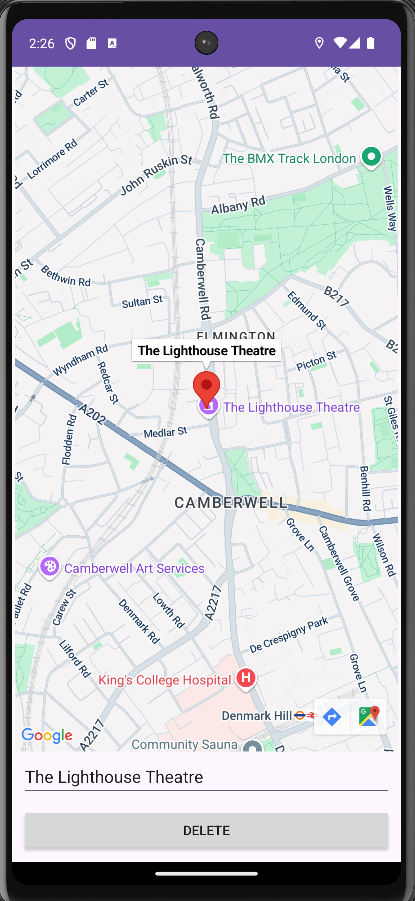 2:26
Carter St
alworth Rd
Lorrimore Rd
John Ruskin St
The BMX Track London
Albany Rd
Wells Way
n St
Bethwin Rd
Camberwell Rd
Sultan St
Edmund St
B217
ELMINGTON
The Lighthouse Theatre
Wyndham Rd
Redcar St
Picton St
B2
A202
The Lighthouse Theatre
St Giles R
Flodden Rd
Medlar St
Benhill Rd
CAMBERWELL
Grove Ln
Camberwell Grove
Wilson Rd
Camberwell Art Services
aulet Rd
Carew St
Lowth Rd
Denmark Rd
A2217
De Crespigny Park
Lilford Rd
Grove Ln
King's College Hospital
H
Denmark Hill
A2217
Google
Community Sauna
The Lighthouse Theatre
DELETE